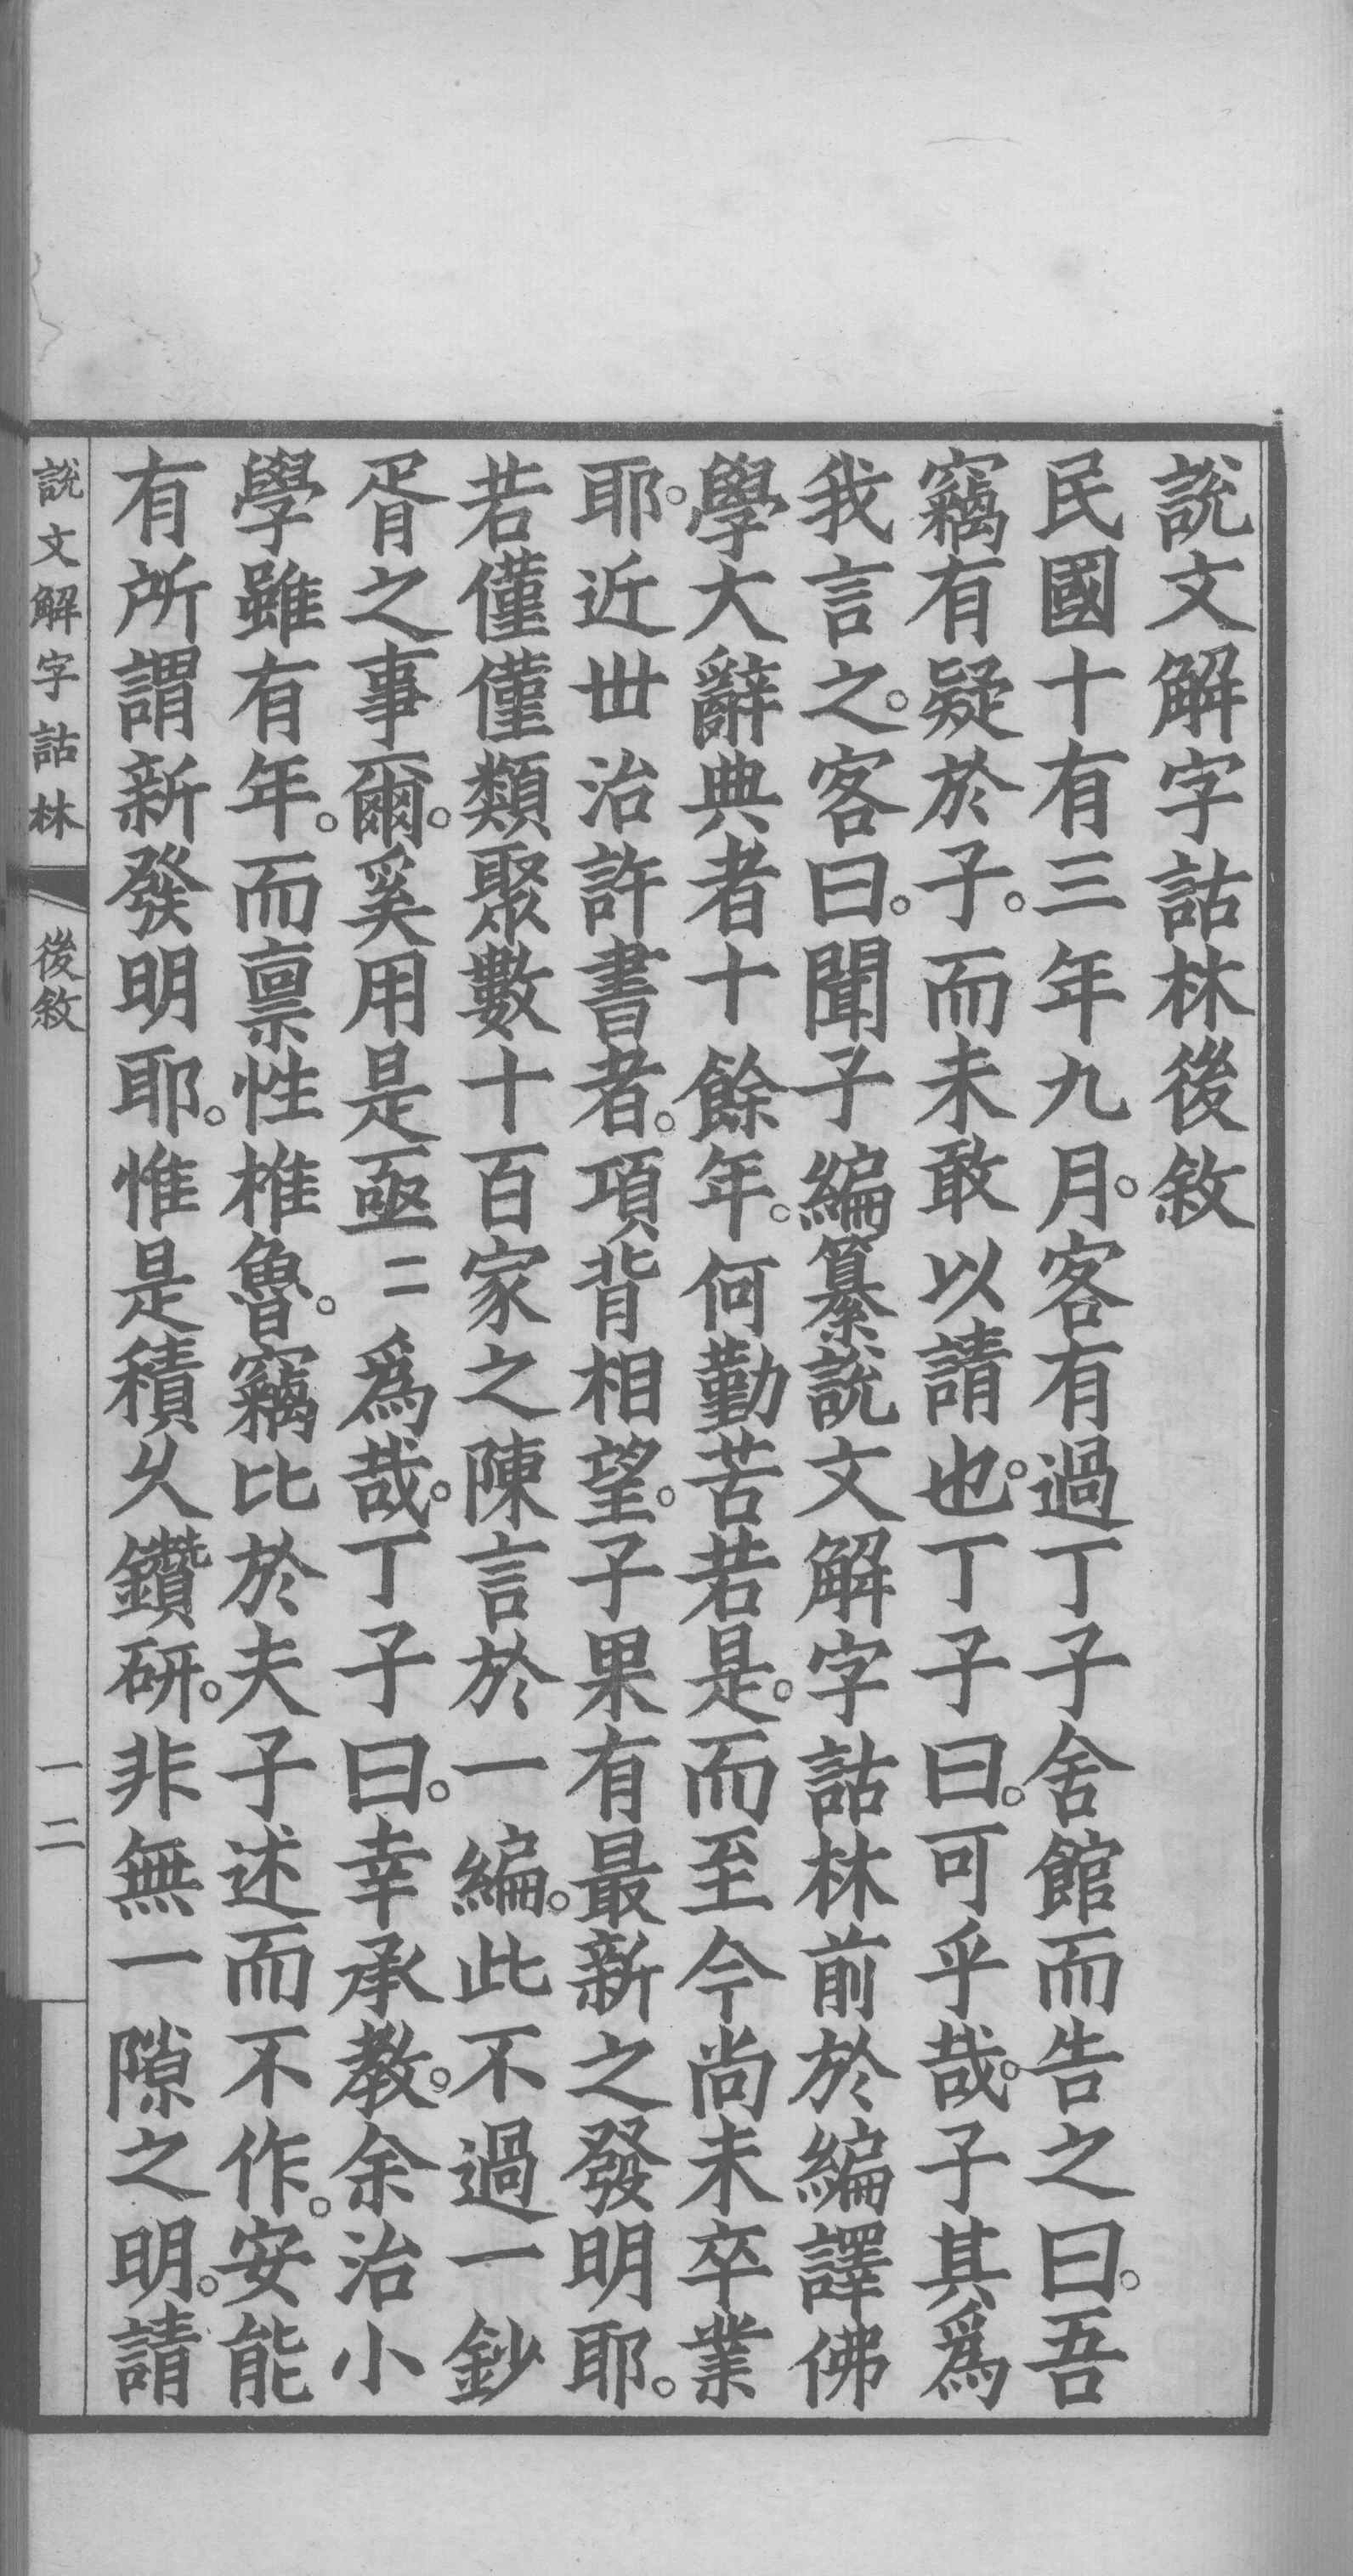 說文解字詁林後敘
民國十有三年九月。客有過丁子舍館而告之曰。吾
竊有疑於子。而未敢以請也。丁子曰。可乎哉。子其爲
我言之。客曰。聞子編纂說文解字詁林前於編譯佛
學大辭典者十餘年。何勤苦若是。而至今尚未卒業
耶。近世治許書者。項背相望。子果有最新之發明耶。
若僅僅類聚數十百家之陳言於一編。此不過一鈔
胥之事爾。奚用是亟〻爲哉。丁子曰。幸承教。余治小
學雖有年。而禀性椎魯。竊比於夫子述而不作。安能
有所謂新發明耶。惟是積久鑽研。非無一隙之明。請
說文解字詁林 後敘 一二